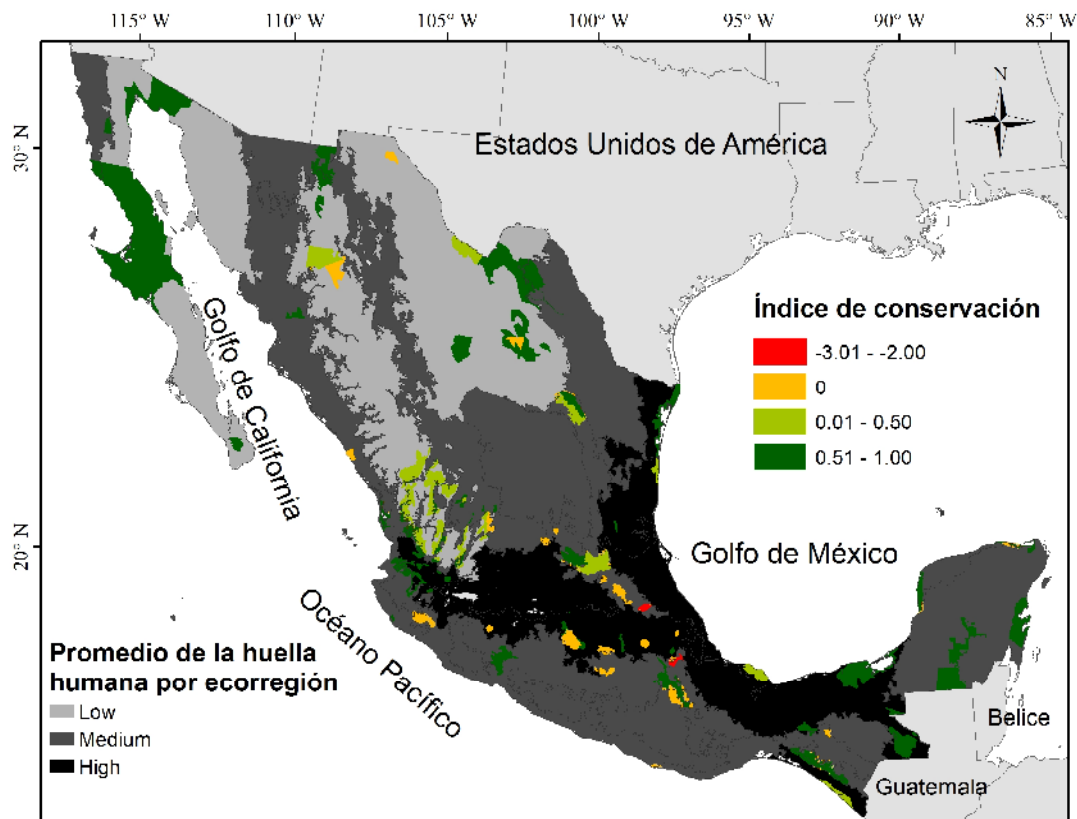 115° W
110° W
105° W
100° W
95° W
90° W
85° W
30° N
20° N
N
Estados Unidos de América
Golfo de California
Golfo de México
Océano Pacífico
Belice
Guatemala
Índice de conservación
-3.01 - -2.00
0
0.01 - 0.50
0.51 - 1.00
Promedio de la huella
humana por ecorregión
Low
Medium
High